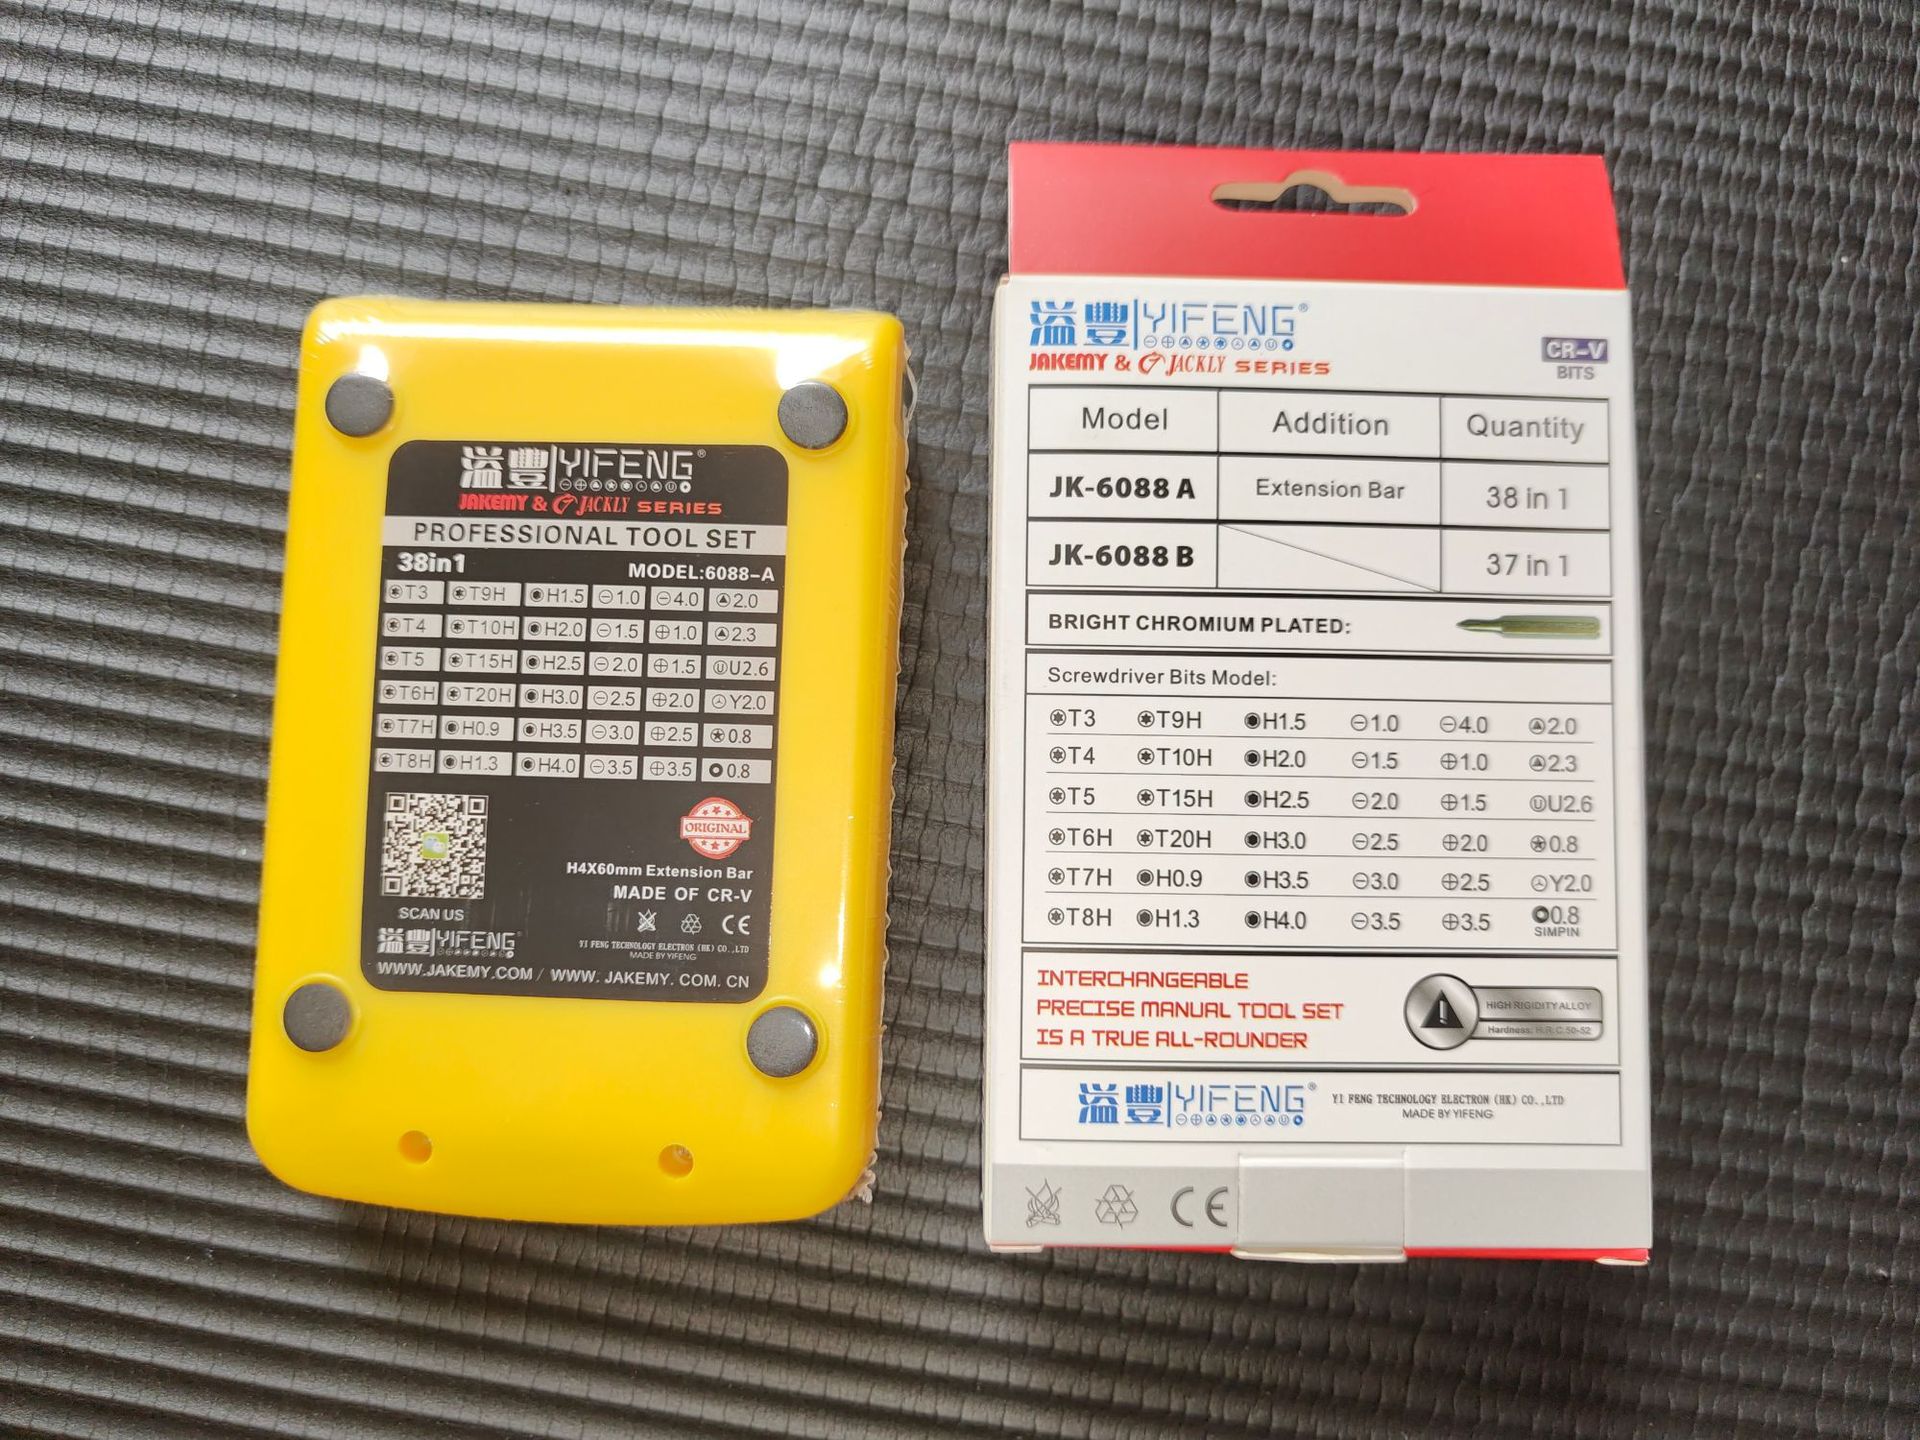 溢豐 YIFENG®
JAKEMY & JACKLY SERIES
PROFESSIONAL TOOL SET
38in1
MODEL:6088-A
T3 T9H H1.5 1.0 4.0 2.0
T4 T10H H2.0 1.5 1.0 2.3
T5 T15H H2.5 2.0 1.5 U2.6
T6H T20H H3.0 2.5 2.0 Y2.0
T7H H0.9 H3.5 3.0 2.5 0.8
T8H H1.3 H4.0 3.5 3.5 0.8
ORIGINAL
H4X60mm Extension Bar
MADE OF CR-V
SCAN US
CE
溢豐 YIFENG®
YI FENG TECHNOLOGY ELECTRON (HK) CO.,LTD
MADE BY YIFENG
WWW.JAKEMY.COM / WWW.JAKEMY.COM.CN
溢豐 YIFENG®
JAKEMY & JACKLY SERIES
CR-V
BITS
Model Addition Quantity
JK-6088 A Extension Bar 38 in 1
JK-6088 B 37 in 1
BRIGHT CHROMIUM PLATED:
Screwdriver Bits Model:
T3 T9H H1.5 1.0 4.0 2.0
T4 T10H H2.0 1.5 1.0 2.3
T5 T15H H2.5 2.0 1.5 U2.6
T6H T20H H3.0 2.5 2.0 0.8
T7H H0.9 H3.5 3.0 2.5 Y2.0
T8H H1.3 H4.0 3.5 3.5 0.8
SIMPIN
INTERCHANGEABLE
PRECISE MANUAL TOOL SET
IS A TRUE ALL-ROUNDER
HIGH RIGIDITY ALLOY
Hardness: H.R.C 50-52
溢豐 YIFENG®
YI FENG TECHNOLOGY ELECTRON (HK) CO.,LTD
MADE BY YIFENG
CE